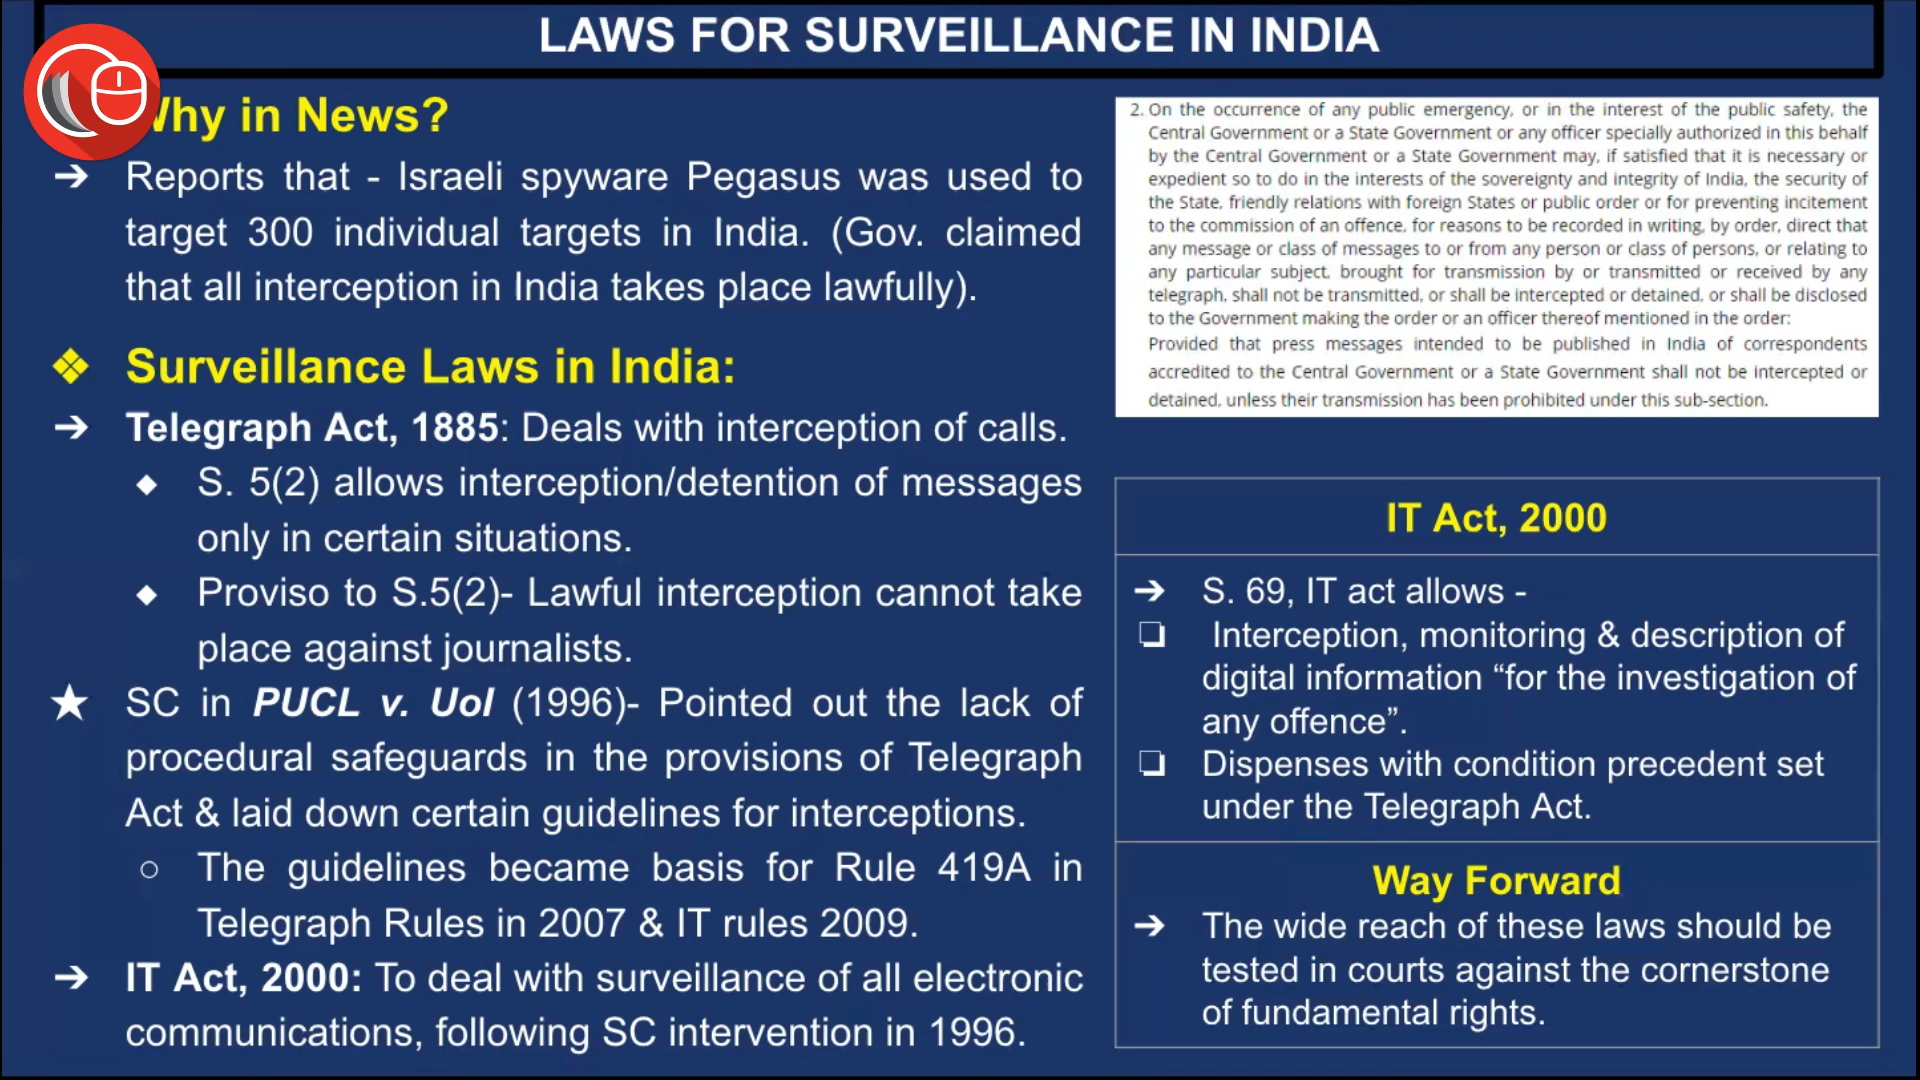 LAWS FOR SURVEILLANCE IN INDIA
Why in News?
➔ Reports that - Israeli spyware Pegasus was used to
target 300 individual targets in India. (Gov. claimed
that all interception in India takes place lawfully).
❖ Surveillance Laws in India:
➔ Telegraph Act, 1885: Deals with interception of calls.
◆ S. 5(2) allows interception/detention of messages
only in certain situations.
◆ Proviso to S.5(2)- Lawful interception cannot take
place against journalists.
★ SC in PUCL v. UoI (1996)- Pointed out the lack of
procedural safeguards in the provisions of Telegraph
Act & laid down certain guidelines for interceptions.
○ The guidelines became basis for Rule 419A in
Telegraph Rules in 2007 & IT rules 2009.
➔ IT Act, 2000: To deal with surveillance of all electronic
communications, following SC intervention in 1996.
2. On the occurrence of any public emergency, or in the interest of the public safety, the
Central Government or a State Government or any officer specially authorized in this behalf
by the Central Government or a State Government may, if satisfied that it is necessary or
expedient so to do in the interests of the sovereignty and integrity of India, the security of
the State, friendly relations with foreign States or public order or for preventing incitement
to the commission of an offence, for reasons to be recorded in writing, by order, direct that
any message or class of messages to or from any person or class of persons, or relating to
any particular subject, brought for transmission by or transmitted or received by any
telegraph, shall not be transmitted, or shall be intercepted or detained, or shall be disclosed
to the Government making the order or an officer thereof mentioned in the order:
Provided that press messages intended to be published in India of correspondents
accredited to the Central Government or a State Government shall not be intercepted or
detained, unless their transmission has been prohibited under this sub-section.
IT Act, 2000
➔ S. 69, IT act allows -
❏ Interception, monitoring & description of
digital information “for the investigation of
any offence”.
❏ Dispenses with condition precedent set
under the Telegraph Act.
Way Forward
➔ The wide reach of these laws should be
tested in courts against the cornerstone
of fundamental rights.